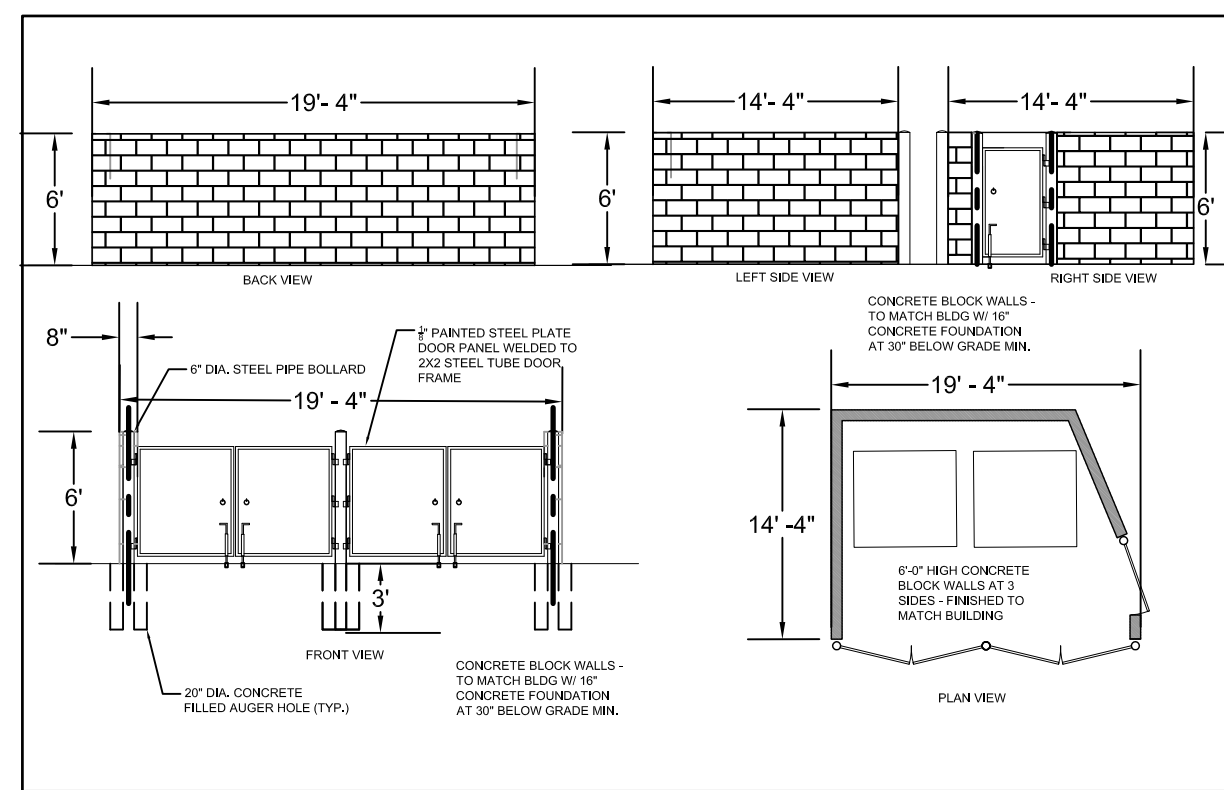 19'- 4"
14'- 4"
14'- 4"
6'
6'
6'
BACK VIEW
LEFT SIDE VIEW
RIGHT SIDE VIEW
CONCRETE BLOCK WALLS -
TO MATCH BLDG W/ 16"
CONCRETE FOUNDATION
AT 30" BELOW GRADE MIN.
8"
1/8" PAINTED STEEL PLATE
DOOR PANEL WELDED TO
2X2 STEEL TUBE DOOR
FRAME
6" DIA. STEEL PIPE BOLLARD
19' - 4"
6'
3'
FRONT VIEW
20" DIA. CONCRETE
FILLED AUGER HOLE (TYP.)
CONCRETE BLOCK WALLS -
TO MATCH BLDG W/ 16"
CONCRETE FOUNDATION
AT 30" BELOW GRADE MIN.
19' - 4"
14' -4"
6'-0" HIGH CONCRETE
BLOCK WALLS AT 3
SIDES - FINISHED TO
MATCH BUILDING
PLAN VIEW